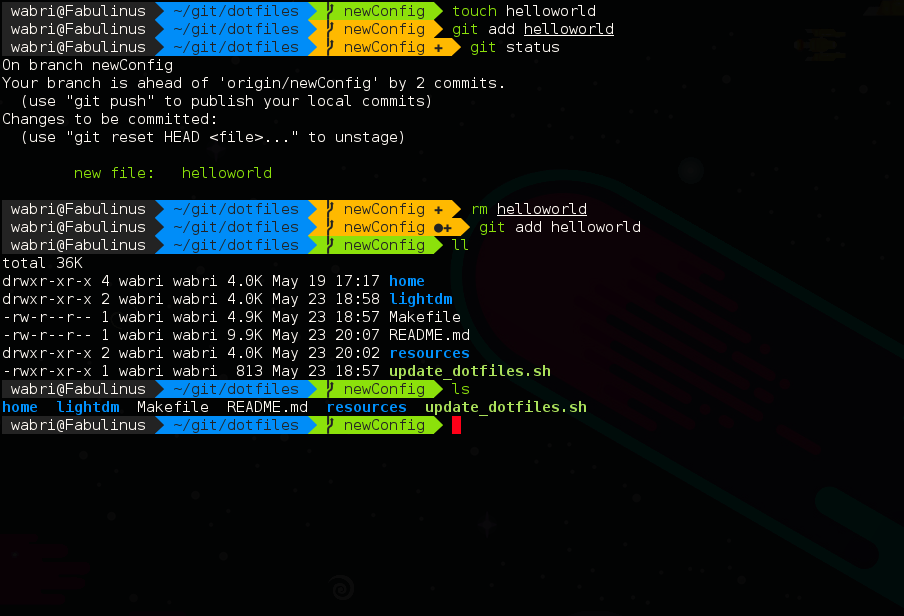 wabri@Fabulinus ~/git/dotfiles newConfig touch helloworld
wabri@Fabulinus ~/git/dotfiles newConfig git add helloworld
wabri@Fabulinus ~/git/dotfiles newConfig + git status
On branch newConfig
Your branch is ahead of 'origin/newConfig' by 2 commits.
  (use "git push" to publish your local commits)
Changes to be committed:
  (use "git reset HEAD <file>..." to unstage)
        new file:   helloworld
wabri@Fabulinus ~/git/dotfiles newConfig + rm helloworld
wabri@Fabulinus ~/git/dotfiles newConfig ●+ git add helloworld
wabri@Fabulinus ~/git/dotfiles newConfig ll
total 36K
drwxr-xr-x 4 wabri wabri 4.0K May 19 17:17 home
drwxr-xr-x 2 wabri wabri 4.0K May 23 18:58 lightdm
-rw-r--r-- 1 wabri wabri 4.9K May 23 18:57 Makefile
-rw-r--r-- 1 wabri wabri 9.9K May 23 20:07 README.md
drwxr-xr-x 2 wabri wabri 4.0K May 23 20:02 resources
-rwxr-xr-x 1 wabri wabri  813 May 23 18:57 update_dotfiles.sh
wabri@Fabulinus ~/git/dotfiles newConfig ls
home  lightdm  Makefile  README.md  resources  update_dotfiles.sh
wabri@Fabulinus ~/git/dotfiles newConfig